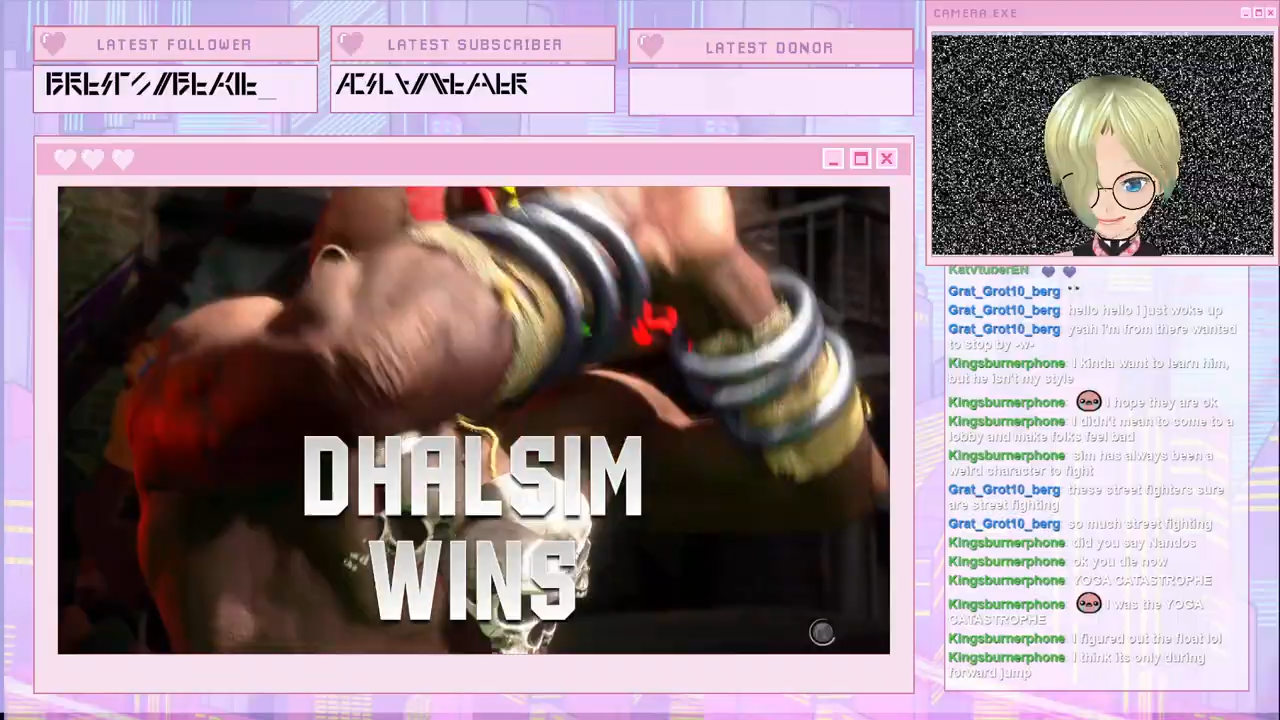 LATEST FOLLOWER
LATEST SUBSCRIBER
LATEST DONOR
CAMERA.EXE
DHALSIM
WINS
KatVtuberEN
Grat_Grot10_berg
Grat_Grot10_berg hello hello I just woke up
Grat_Grot10_berg yeah i'm from there wanted
to stop by -w-
Kingsburnerphone I kinda want to learn him,
but he isn't my style
Kingsburnerphone I hope they are ok
Kingsburnerphone I didn't mean to come to a
lobby and make folks feel bad
Kingsburnerphone sim has always been a
weird character to fight
Grat_Grot10_berg these street fighters sure
are street fighting
Grat_Grot10_berg so much street fighting
Kingsburnerphone did you say Nandos
Kingsburnerphone ok you die now
Kingsburnerphone YOGA CATASTROPHE
Kingsburnerphone I was the YOGA
CATASTROPHE
Kingsburnerphone I figured out the float lol
Kingsburnerphone I think its only during
forward jump